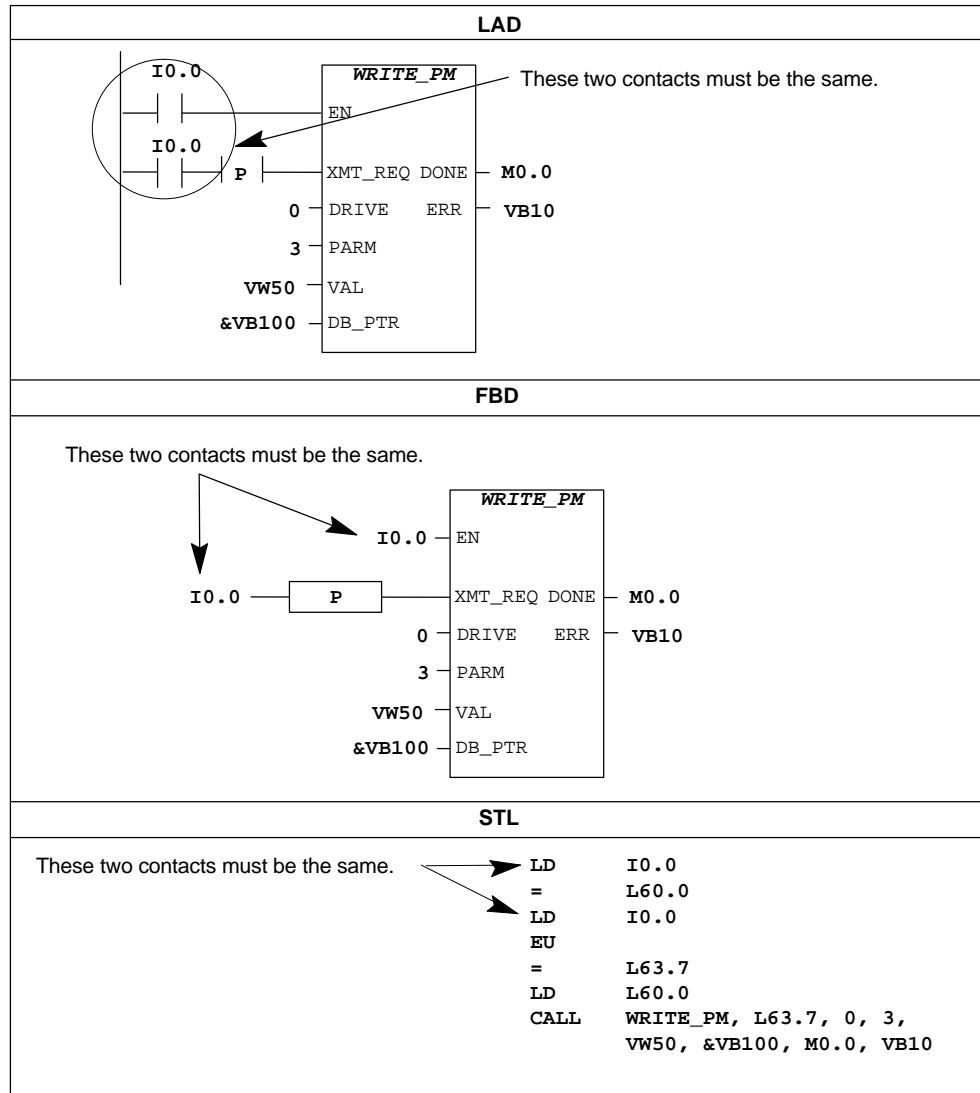 LAD
I0.0
WRITE_PM
These two contacts must be the same.
EN
I0.0
P
XMT_REQ DONE M0.0
0 DRIVE ERR VB10
3 PARM
VW50 VAL
&VB100 DB_PTR
FBD
These two contacts must be the same.
WRITE_PM
I0.0 EN
I0.0 P XMT_REQ DONE M0.0
0 DRIVE ERR VB10
3 PARM
VW50 VAL
&VB100 DB_PTR
STL
These two contacts must be the same.
LD I0.0
= L60.0
LD I0.0
EU
= L63.7
LD L60.0
CALL WRITE_PM, L63.7, 0, 3,
VW50, &VB100, M0.0, VB10